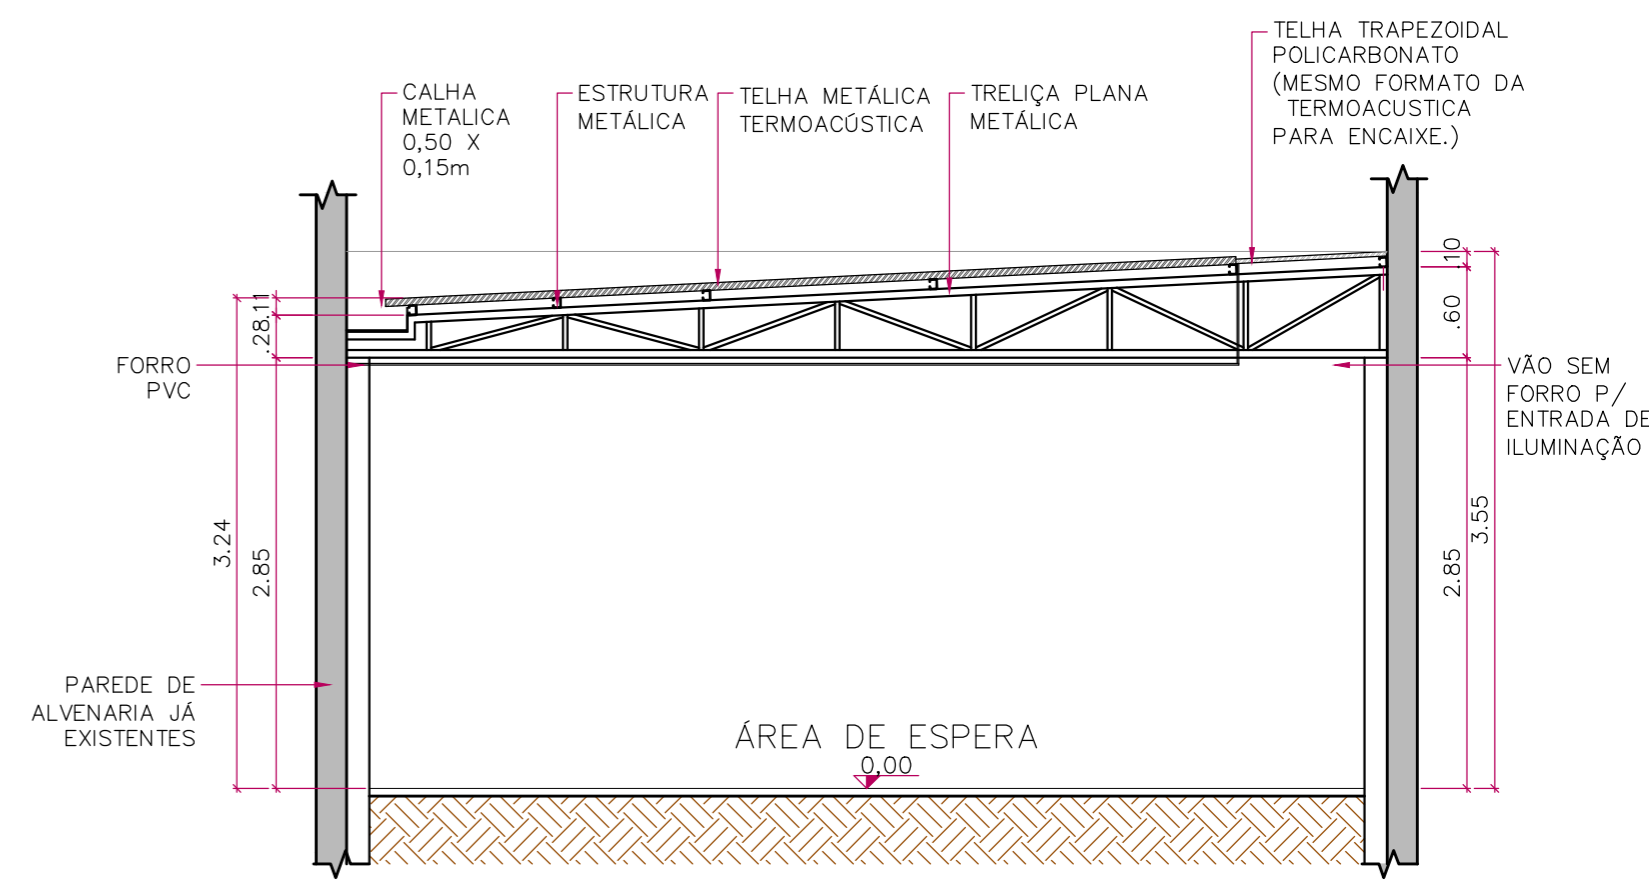 TELHA TRAPEZOIDAL
POLICARBONATO
(MESMO FORMATO DA
TERMOACUSTICA
PARA ENCAIXE.)
CALHA
METALICA
0,50 X
0,15m
ESTRUTURA
METÁLICA
TELHA METÁLICA
TERMOACÚSTICA
TRELIÇA PLANA
METÁLICA
.28
.11
.10
.60
FORRO
PVC
VÃO SEM
FORRO P/
ENTRADA DE
ILUMINAÇÃO
3.24
2.85
2.85
3.55
PAREDE DE
ALVENARIA JÁ
EXISTENTES
ÁREA DE ESPERA
0,00